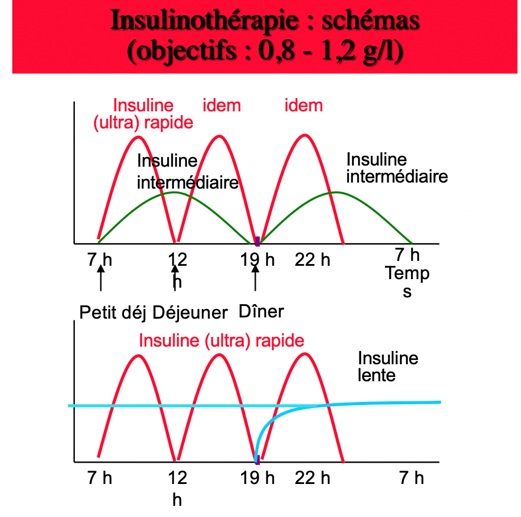 Insulinothérapie : schémas
(objectifs : 0,8 - 1,2 g/l)
Insuline
(ultra) rapide
idem
idem
Insuline
intermédiaire
Insuline
intermédiaire
7 h
12
h
19 h
22 h
7 h
Temp
s
Petit déj
Déjeuner
Dîner
Insuline (ultra) rapide
Insuline
lente
7 h
12
h
19 h
22 h
7 h